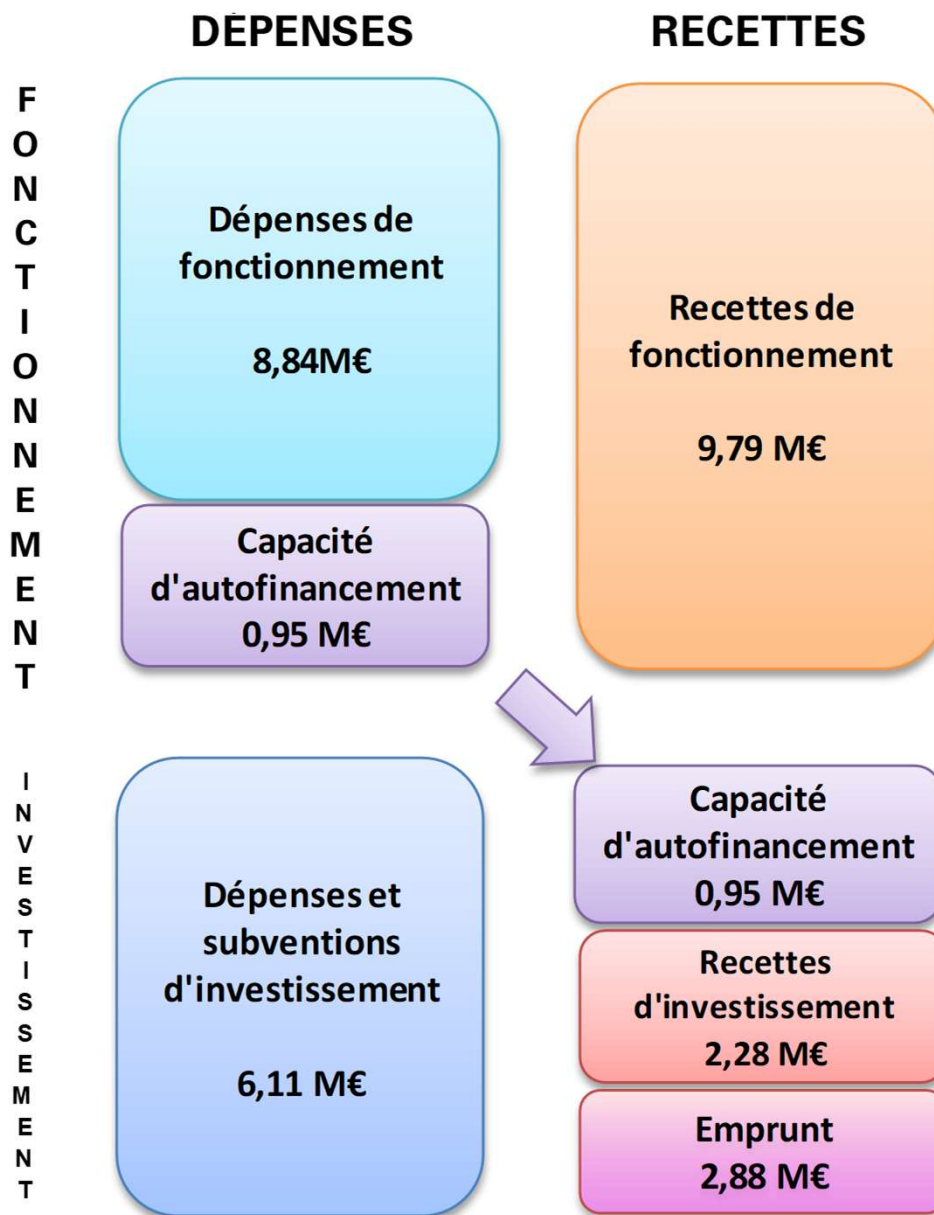 DÉPENSES
RECETTES
FONCTIONNEMENT
Dépenses de
fonctionnement
8,84M€
Recettes de
fonctionnement
9,79 M€
Capacité
d'autofinancement
0,95 M€
INVESTISSEMENT
Dépenses et
subventions
d'investissement
6,11 M€
Capacité
d'autofinancement
0,95 M€
Recettes
d'investissement
2,28 M€
Emprunt
2,88 M€